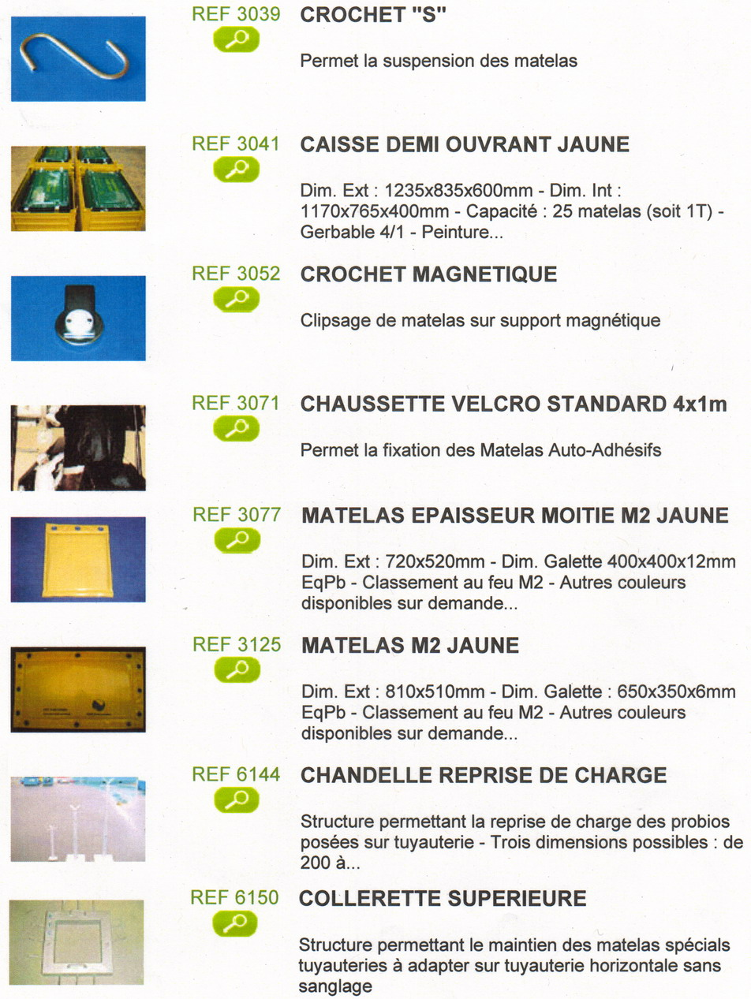 REF 3039
CROCHET "S"
Permet la suspension des matelas
REF 3041
CAISSE DEMI OUVRANT JAUNE
Dim. Ext : 1235x835x600mm - Dim. Int :
1170x765x400mm - Capacité : 25 matelas (soit 1T) -
Gerbable 4/1 - Peinture...
REF 3052
CROCHET MAGNETIQUE
Clipsage de matelas sur support magnétique
REF 3071
CHAUSSETTE VELCRO STANDARD 4x1m
Permet la fixation des Matelas Auto-Adhésifs
REF 3077
MATELAS EPAISSEUR MOITIE M2 JAUNE
Dim. Ext : 720x520mm - Dim. Galette 400x400x12mm
EqPb - Classement au feu M2 - Autres couleurs
disponibles sur demande...
REF 3125
MATELAS M2 JAUNE
Dim. Ext : 810x510mm - Dim. Galette : 650x350x6mm
EqPb - Classement au feu M2 - Autres couleurs
disponibles sur demande...
REF 6144
CHANDELLE REPRISE DE CHARGE
Structure permettant la reprise de charge des probios
posées sur tuyauterie - Trois dimensions possibles : de
200 à...
REF 6150
COLLERETTE SUPERIEURE
Structure permettant le maintien des matelas spécials
tuyauteries à adapter sur tuyauterie horizontale sans
sanglage